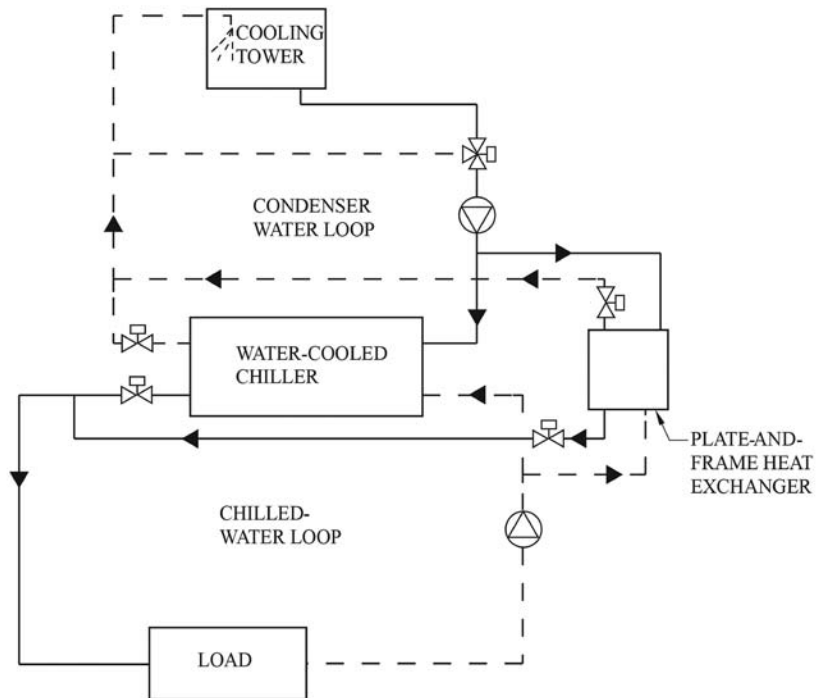 COOLING
TOWER
CONDENSER
WATER LOOP
WATER-COOLED
CHILLER
PLATE-AND-
FRAME HEAT
EXCHANGER
CHILLED-
WATER LOOP
LOAD